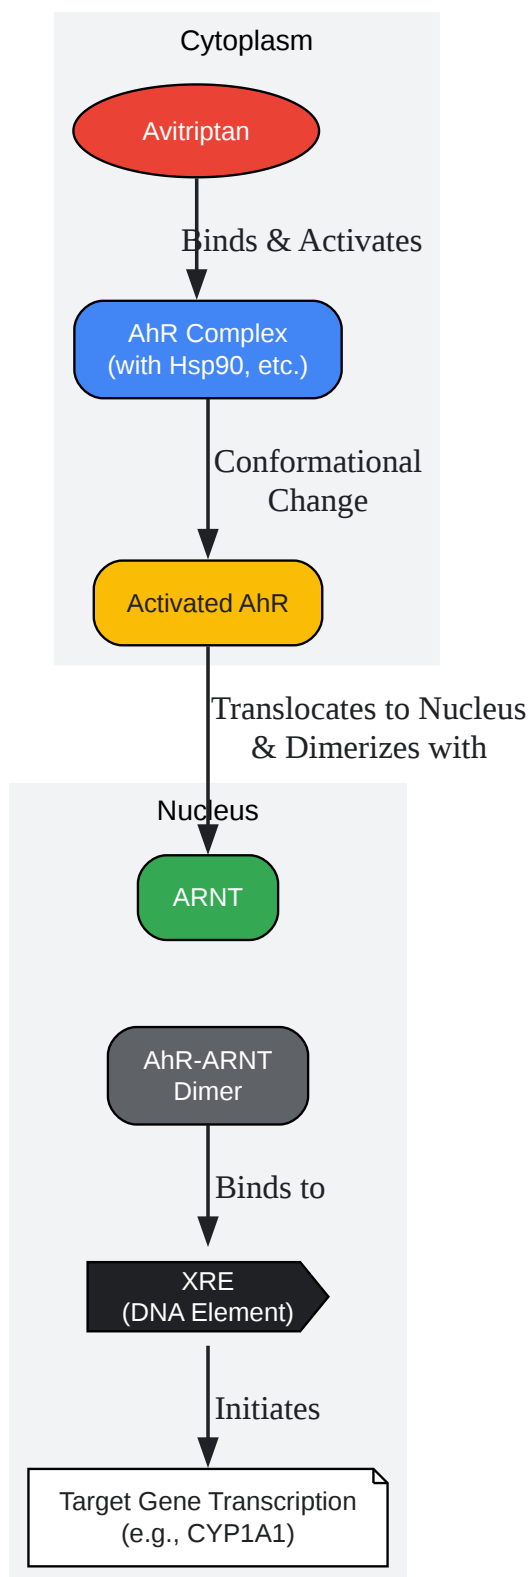 Cytoplasm
Avitriptan
Binds & Activates
AhR Complex
(with Hsp90, etc.)
Conformational
Change
Activated AhR
Translocates to Nucleus
& Dimerizes with
Nucleus
ARNT
AhR-ARNT
Dimer
Binds to
XRE
(DNA Element)
Initiates
Target Gene Transcription
(e.g., CYP1A1)